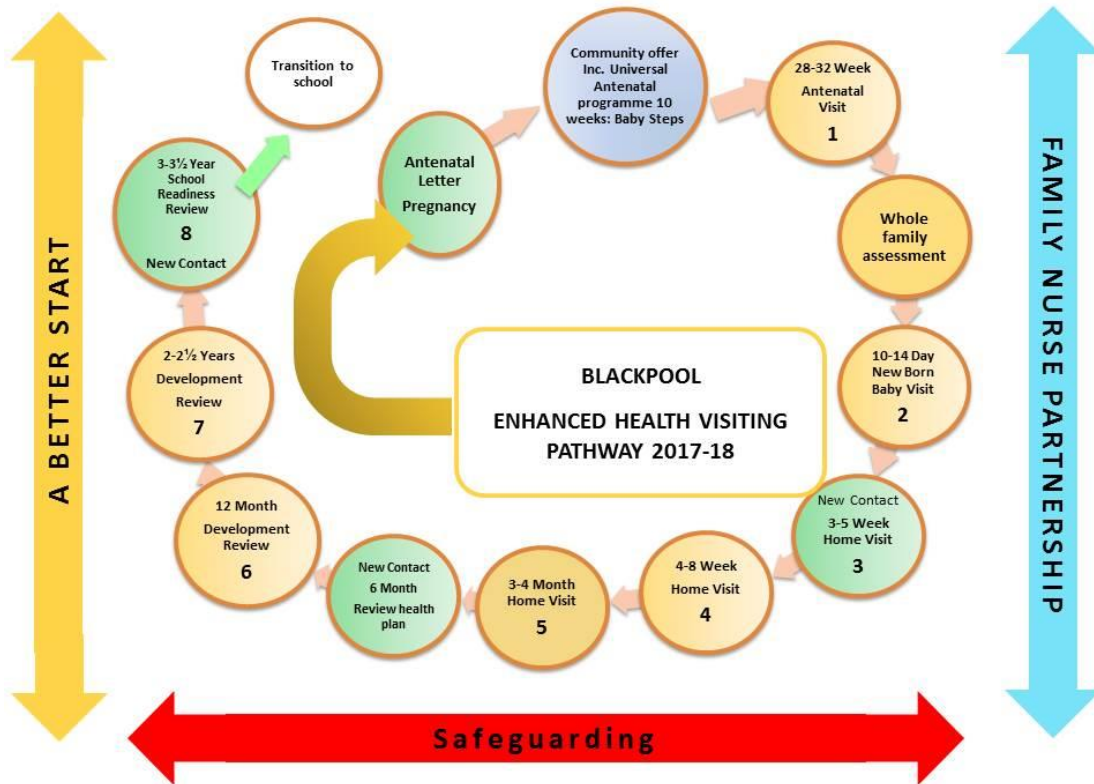 A BETTER START
BLACKPOOL
ENHANCED HEALTH VISITING
PATHWAY 2017-18
Antenatal
Letter
Pregnancy
Community offer
Inc. Universal
Antenatal
programme 10
weeks: Baby Steps
28-32 Week
Antenatal
Visit
1
Whole
family
assessment
10-14 Day
New Born
Baby Visit
2
New Contact
3-5 Week
Home Visit
3
4-8 Week
Home Visit
4
3-4 Month
Home Visit
5
New Contact
6 Month
Review health
plan
12 Month
Development
Review
6
2-2½ Years
Development
Review
7
3-3½ Year
School
Readiness
Review
8
New Contact
Transition to
school
FAMILY NURSE PARTNERSHIP
Safeguarding